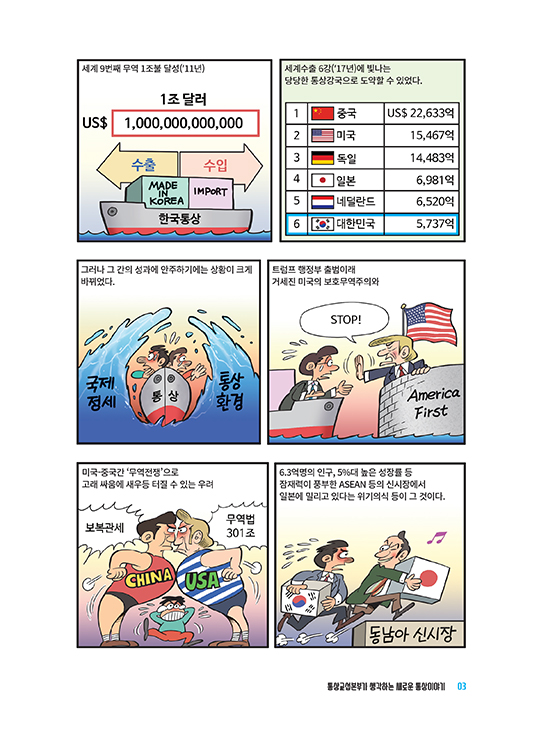 세계 9번째 무역 1조불 달성('11년)
1조 달러
US$ 1,000,000,000,000
수출
수입
MADE
IN
KOREA
IMPORT
한국통상
세계수출 6강('17년)에 빛나는
당당한 통상강국으로 도약할 수 있었다.
1 중국 US$ 22,633억
2 미국 15,467억
3 독일 14,483억
4 일본 6,981억
5 네덜란드 6,520억
6 대한민국 5,737억
그러나 그 간의 성과에 안주하기에는 상황이 크게
바뀌었다.
국제
정세
통상
통상
환경
트럼프 행정부 출범이래
거세진 미국의 보호무역주의와
STOP!
America
First
미국-중국간 '무역전쟁'으로
고래 싸움에 새우등 터질 수 있는 우려
보복관세
무역법
301조
CHINA
USA
6.3억명의 인구, 5%대 높은 성장률 등
잠재력이 풍부한 ASEAN 등의 신시장에서
일본에 밀리고 있다는 위기의식 등이 그 것이다.
동남아 신시장
통상교섭본부가 생각하는 새로운 통상이야기 03